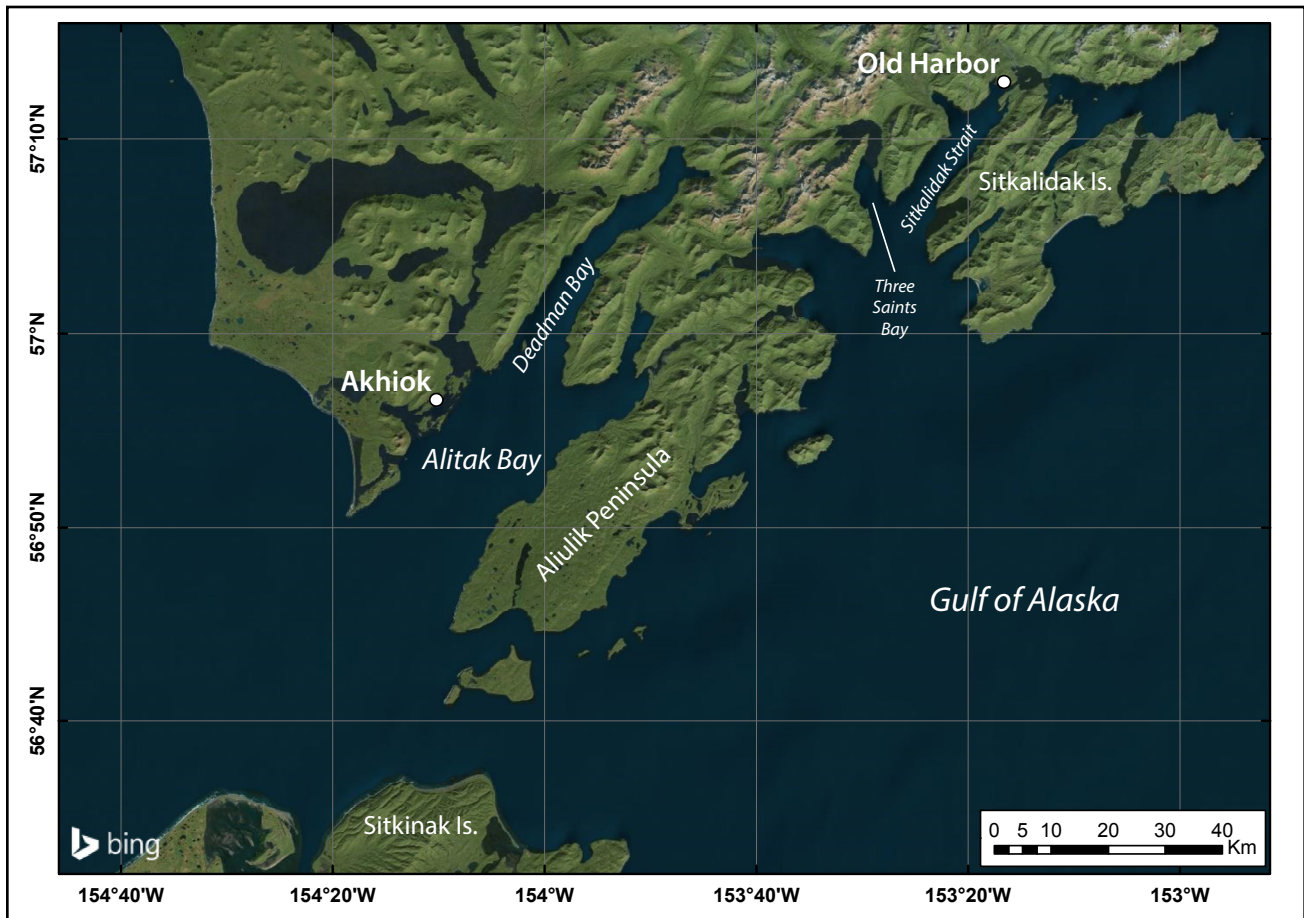 Old Harbor
57°10'N
Sitkalidak Strait
Sitkalidak Is.
Deadman Bay
Three
Saints
Bay
57°N
Akhiok
Alitak Bay
Aliulik Peninsula
56°50'N
Gulf of Alaska
56°40'N
Sitkinak Is.
bing
0 5 10 20 30 40
Km
154°40'W 154°20'W 154°W 153°40'W 153°20'W 153°W